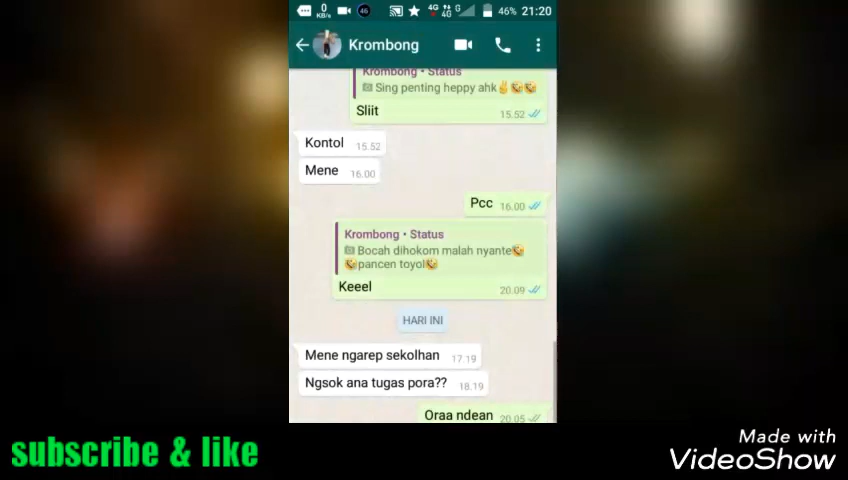 0
KB/s
46
4G
4G
G
46%
21:20
Krombong
Krombong • Status
Sing penting heppy ahk
Sliit
15.52
Kontol
15.52
Mene
16.00
Pcc
16.00
Krombong • Status
Bocah dihokom malah nyante
pancen toyol
Keeel
20.09
HARI INI
Mene ngarep sekolhan
17.19
Ngsok ana tugas pora??
18.19
Oraa ndean
20.05
subscribe & like
Made with
VideoShow